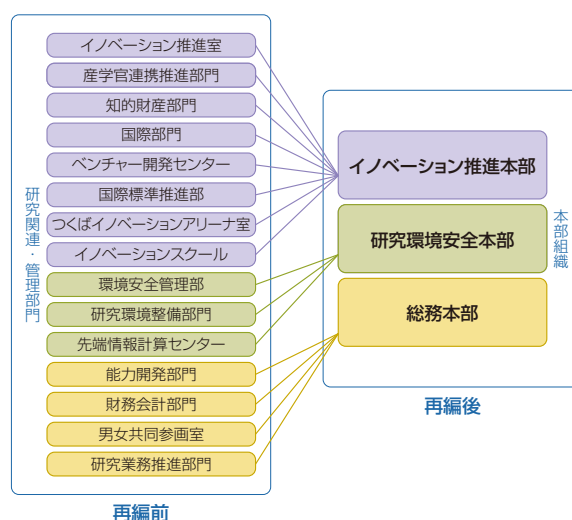 研究関連・管理部門
イノベーション推進室
産学官連携推進部門
知的財産部門
国際部門
ベンチャー開発センター
国際標準推進部
つくばイノベーションアリーナ室
イノベーションスクール
環境安全管理部
研究環境整備部門
先端情報計算センター
能力開発部門
財務会計部門
男女共同参画室
研究業務推進部門
再編前
イノベーション推進本部
研究環境安全本部
総務本部
本部組織
再編後